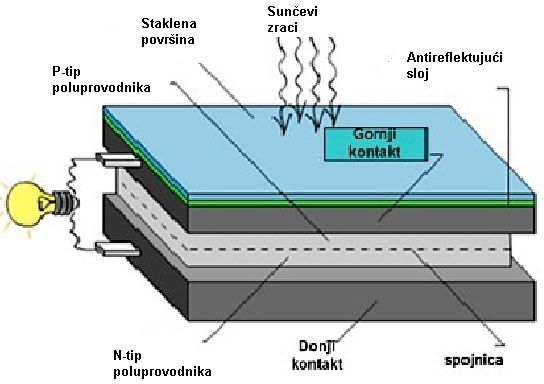 Sunčevi
zraci
Staklena
površina
Antireflektujući
sloj
P-tip
poluprovodnika
Gornji
kontakt
N-tip
poluprovodnika
Donji
kontakt
spojnica